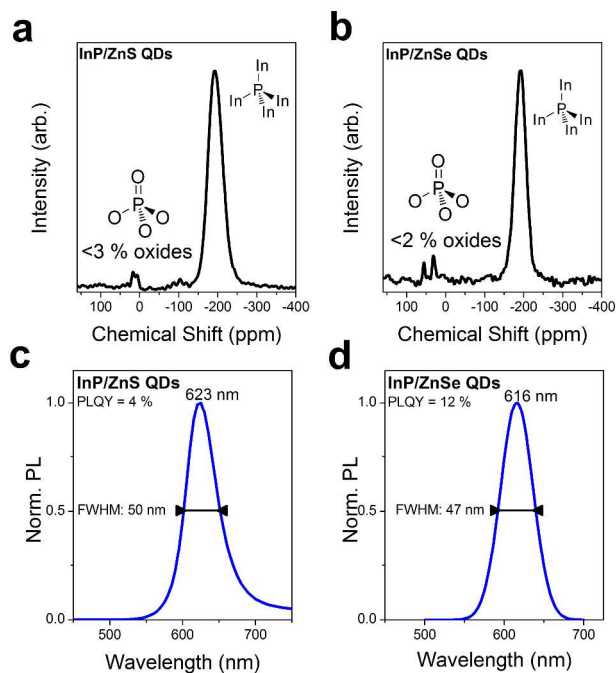 a
InP/ZnS QDs
In
P
In
In
In
O
P
O
O
O
<3 % oxides
Intensity (arb.)
100 0 -100 -200 -300 -400
Chemical Shift (ppm)
b
InP/ZnSe QDs
In
P
In
In
In
O
P
O
O
O
<2 % oxides
Intensity (arb.)
100 0 -100 -200 -300 -400
Chemical Shift (ppm)
c
InP/ZnS QDs
PLQY = 4 %
623 nm
FWHM: 50 nm
1.0
0.5
0.0
Norm. PL
500 600 700
Wavelength (nm)
d
InP/ZnSe QDs
PLQY = 12 %
616 nm
FWHM: 47 nm
1.0
0.5
0.0
Norm. PL
500 600 700
Wavelength (nm)